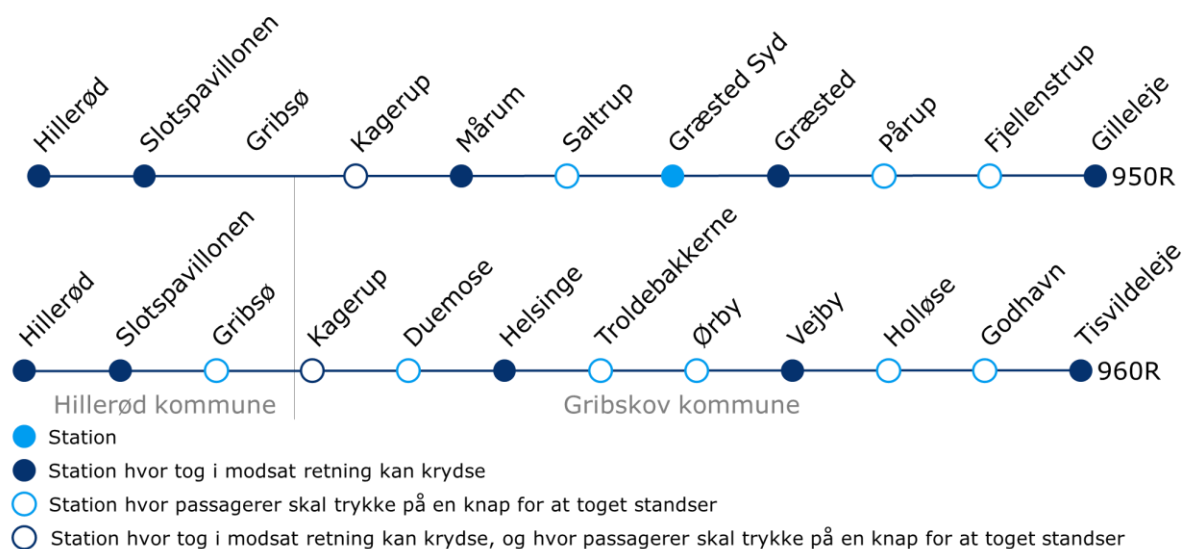 Hillerød
Slotspavillonen
Gribsø
Kagerup
Mårum
Saltrup
Græsted Syd
Græsted
Pårup
Fjellenstrup
Gilleleje
950R
Hillerød
Slotspavillonen
Gribsø
Kagerup
Duemose
Helsinge
Troldebakkerne
Ørby
Vejby
Holløse
Godhavn
Tisvildeleje
960R
Hillerød kommune
Gribskov kommune
Station
Station hvor tog i modsat retning kan krydse
Station hvor passagerer skal trykke på en knap for at toget standser
Station hvor tog i modsat retning kan krydse, og hvor passagerer skal trykke på en knap for at toget standser